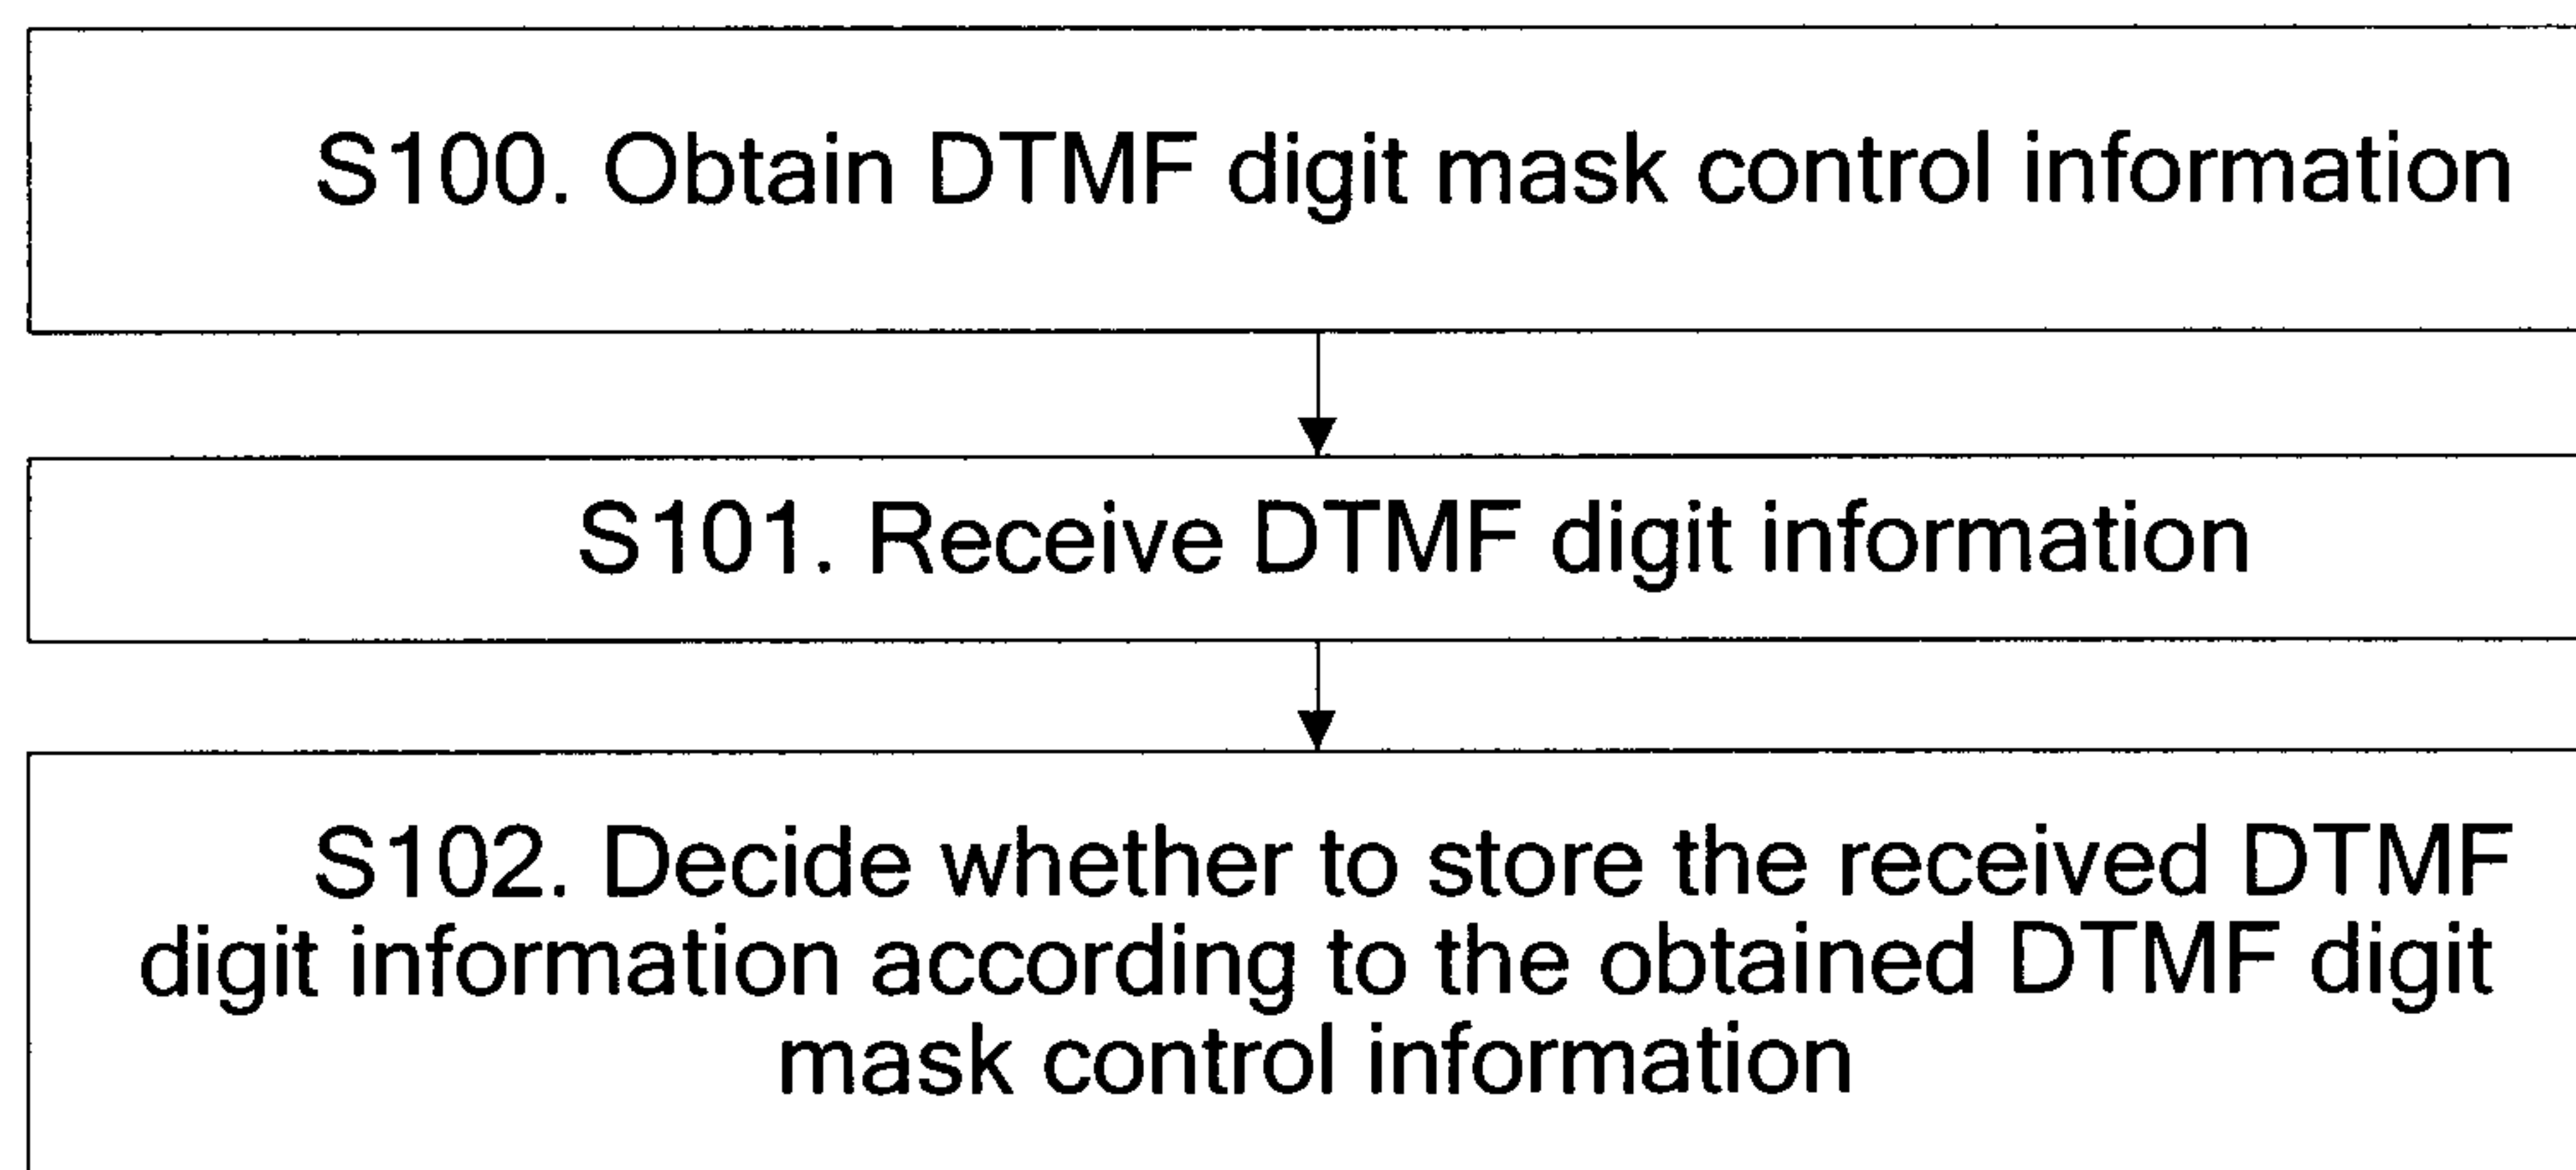 S100. Obtain DTMF digit mask control information
S101. Receive DTMF digit information
S102. Decide whether to store the received DTMF
digit information according to the obtained DTMF digit
mask control information